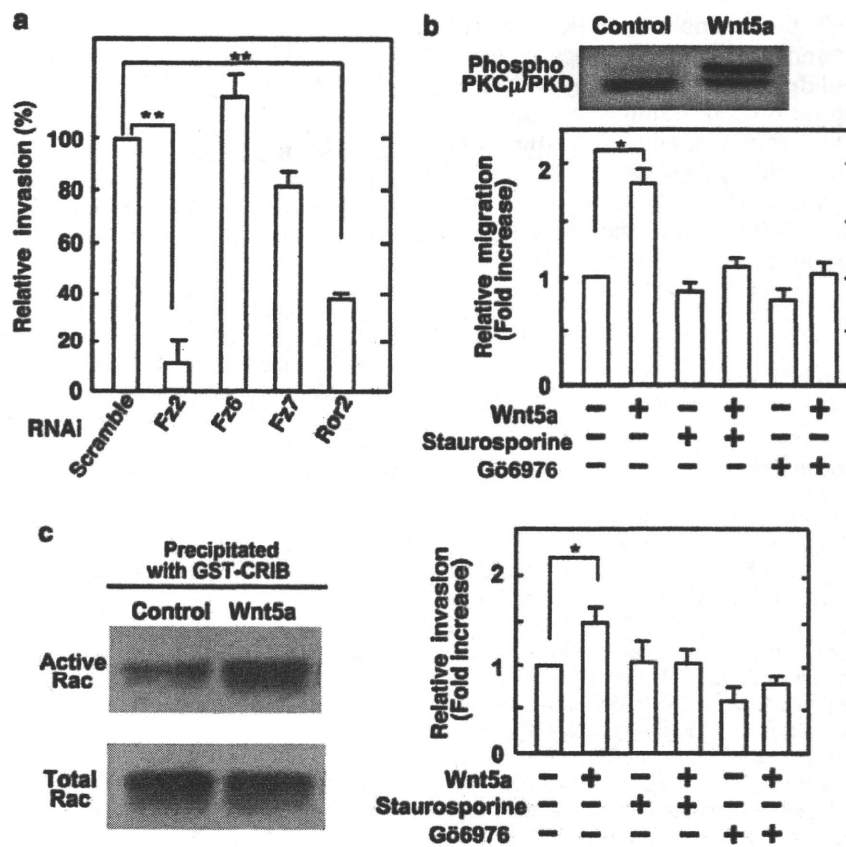 a
Relative invasion (%)
100
80
60
40
20
0
**
**
RNAi
Scramble
Fz2
Fz6
Fz7
Ror2
b
Control Wnt5a
Phospho
PKCμ/PKD
Relative migration
(Fold increase)
2
1
0
*
Wnt5a − + − + − +
Staurosporine − − + + − −
Gö6976 − − − − + +
c
Precipitated
with GST-CRIB
Control Wnt5a
Active
Rac
Total
Rac
Relative invasion
(Fold increase)
2
1
0
*
Wnt5a − + − + − +
Staurosporine − − + + − −
Gö6976 − − − − + +